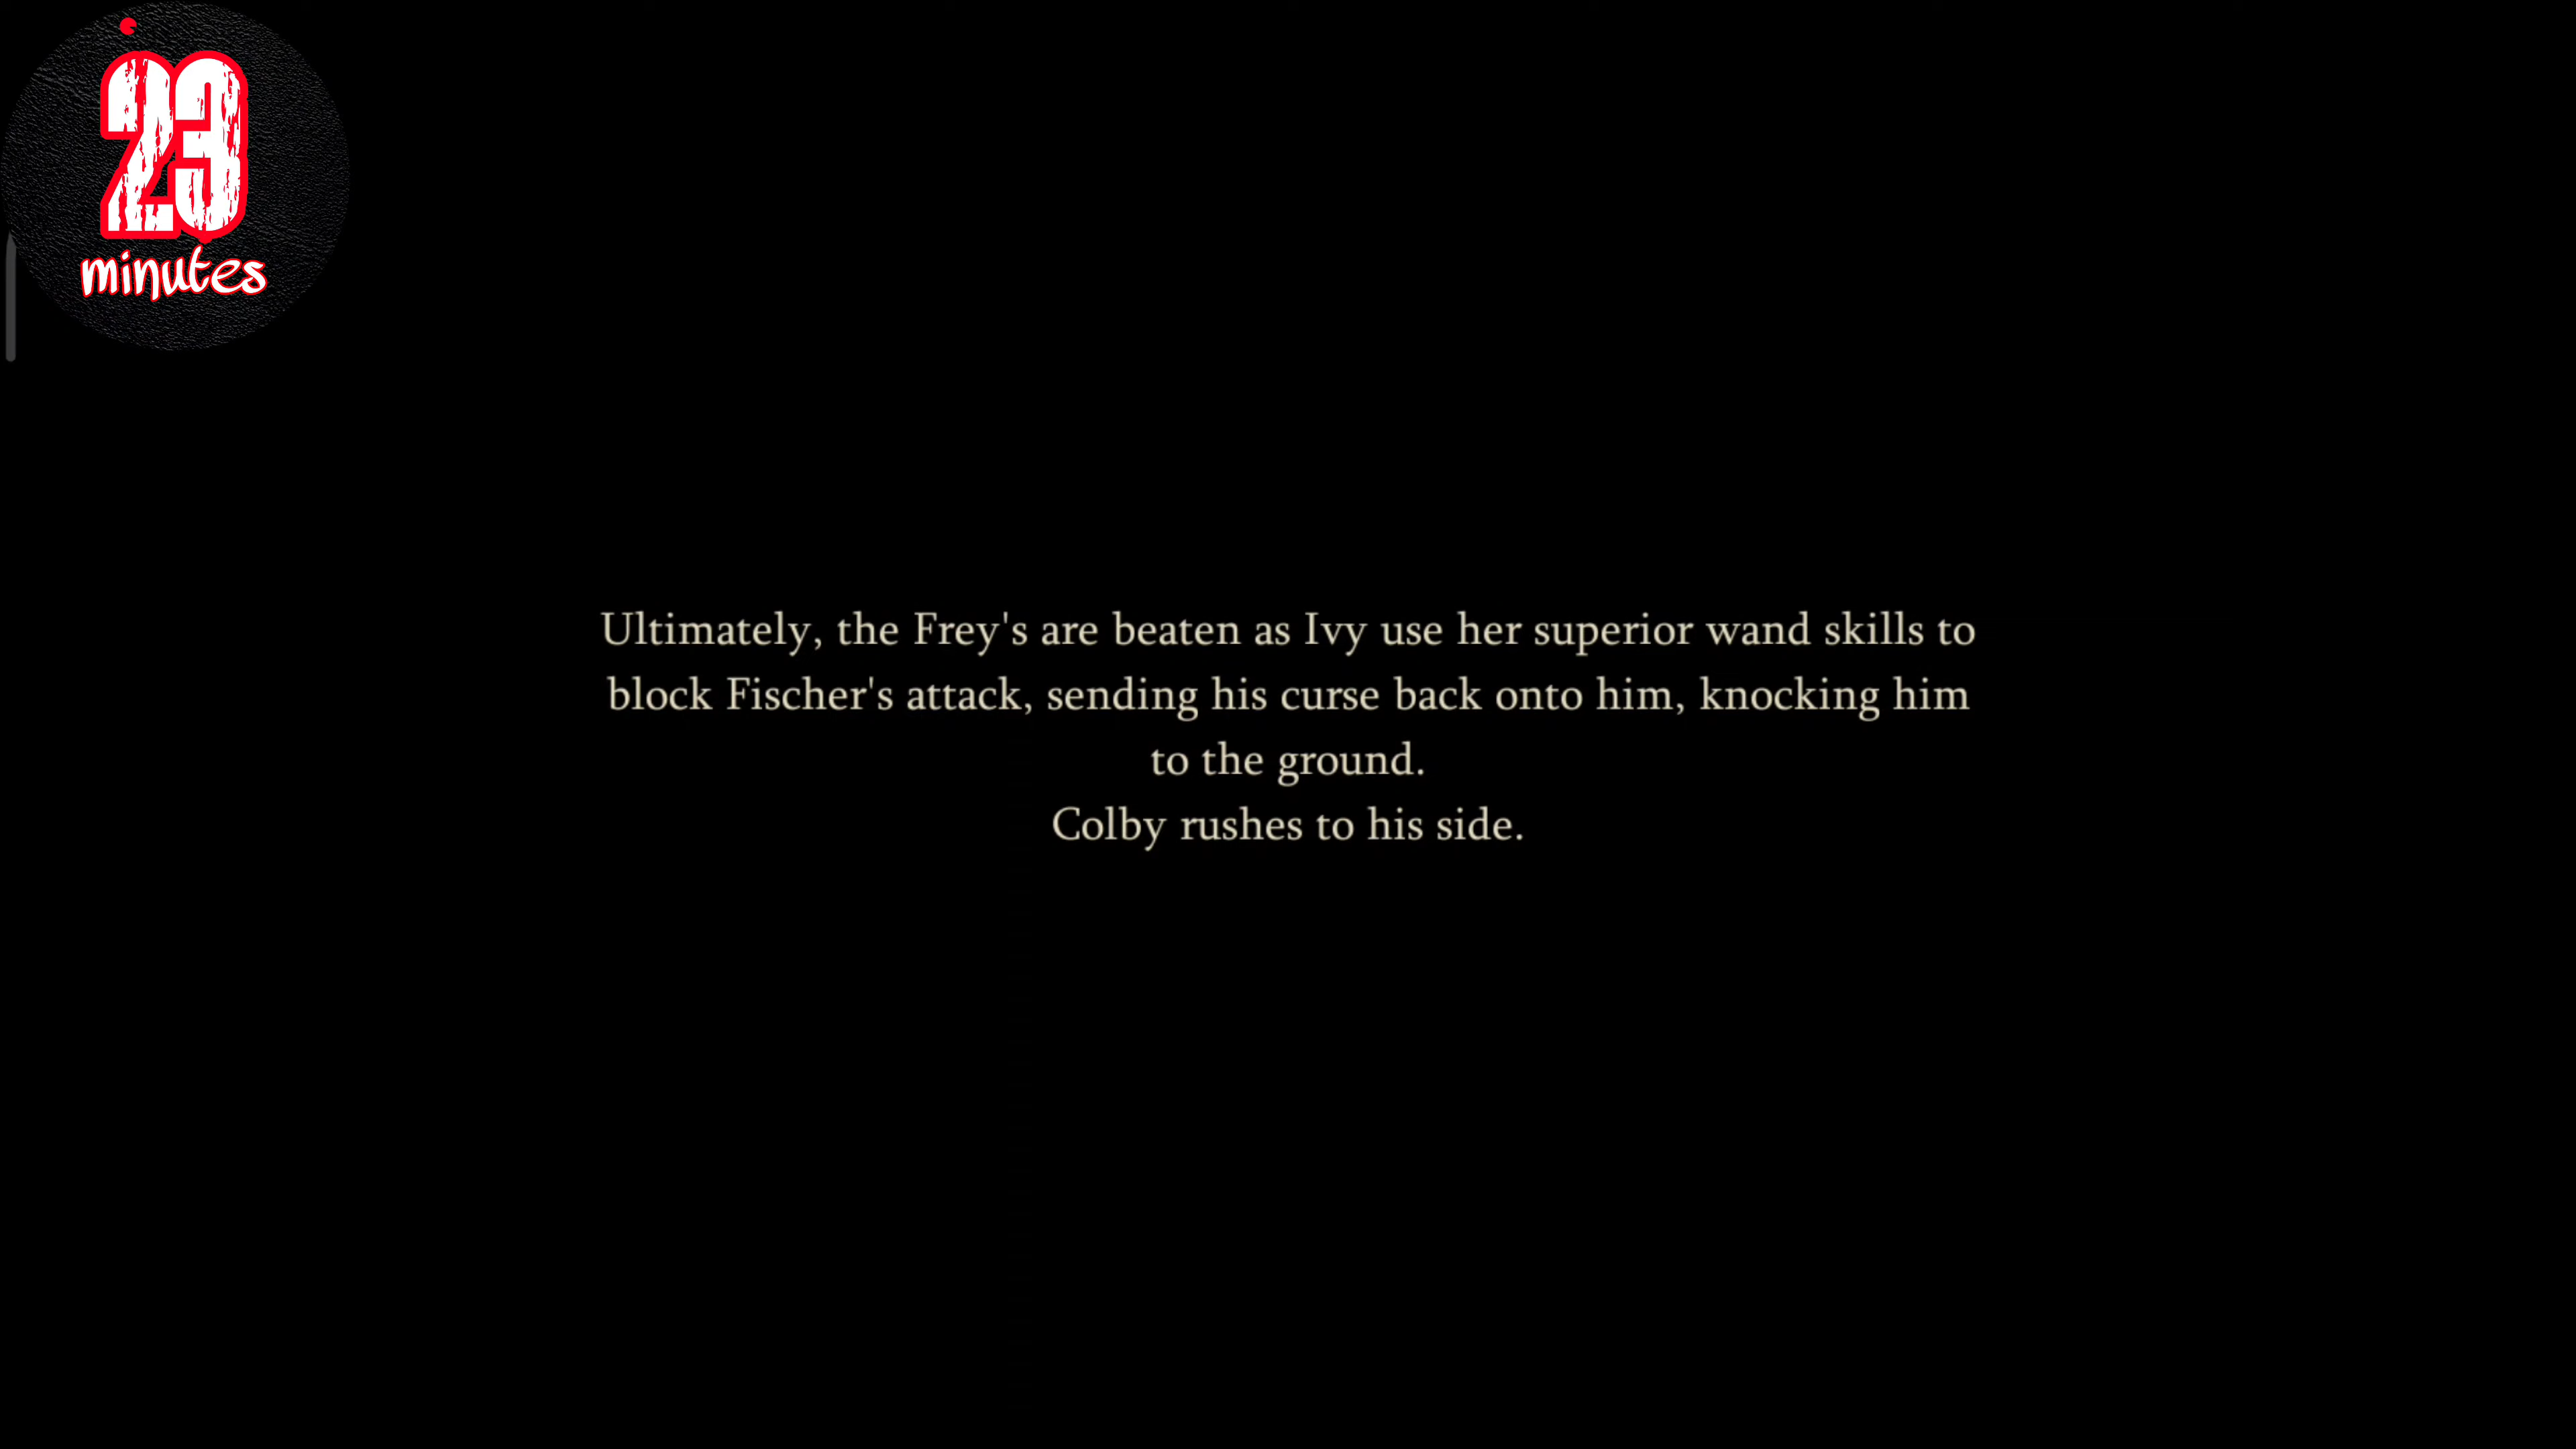 23
minutes
Ultimately, the Frey's are beaten as Ivy use her superior wand skills to
block Fischer's attack, sending his curse back onto him, knocking him
to the ground.
Colby rushes to his side.